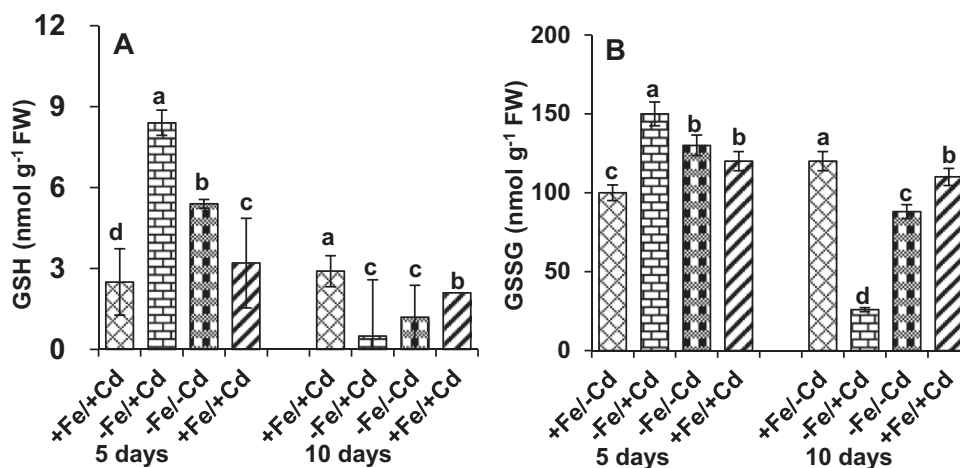 A
GSH (nmol g-1 FW)
12
9
6
3
0
d
a
b
c
a
c
c
b
+Fe/+Cd
-Fe/+Cd
-Fe/-Cd
+Fe/+Cd
+Fe/+Cd
-Fe/+Cd
-Fe/-Cd
+Fe/+Cd
5 days
10 days
B
GSSG (nmol g-1 FW)
200
150
100
50
0
c
a
b
b
a
d
c
b
+Fe/-Cd
-Fe/+Cd
-Fe/-Cd
+Fe/+Cd
+Fe/-Cd
-Fe/+Cd
-Fe/-Cd
+Fe/+Cd
5 days
10 days